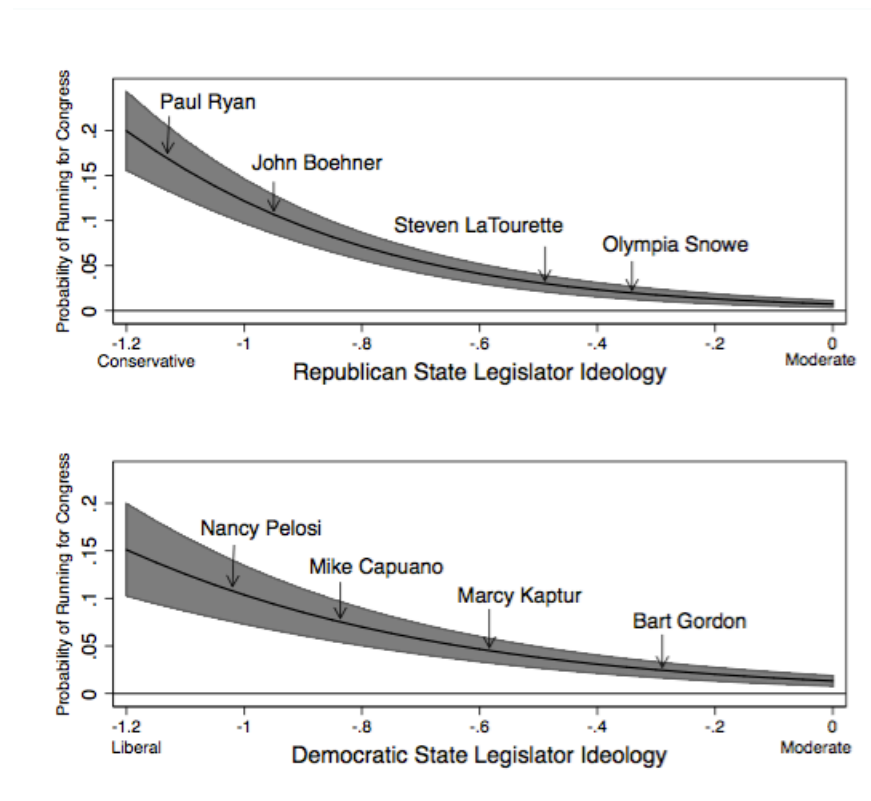 Paul Ryan
John Boehner
Steven LaTourette
Olympia Snowe
Probability of Running for Congress
.2
.15
.1
.05
0
-1.2 -1 -.8 -.6 -.4 -.2 0
Conservative Moderate
Republican State Legislator Ideology
Nancy Pelosi
Mike Capuano
Marcy Kaptur
Bart Gordon
Probability of Running for Congress
.2
.15
.1
.05
0
-1.2 -1 -.8 -.6 -.4 -.2 0
Liberal Moderate
Democratic State Legislator Ideology